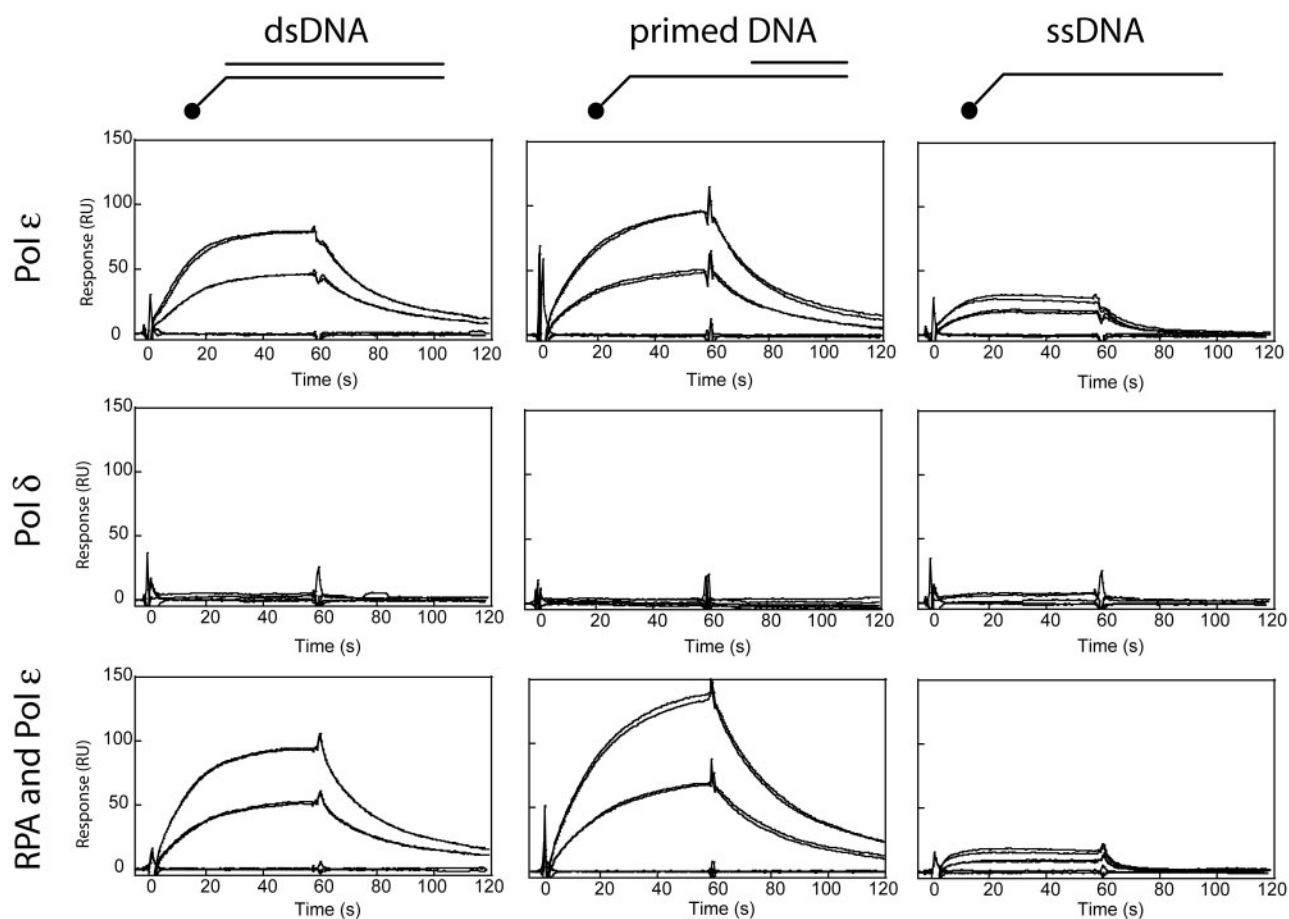 dsDNA primed DNA ssDNA
Pol ε
Response (RU)
150
100
50
0
0 20 40 60 80 100 120
Time (s)
0 20 40 60 80 100 120
Time (s)
0 20 40 60 80 100 120
Time (s)
Pol δ
Response (RU)
150
100
50
0
0 20 40 60 80 100 120
Time (s)
0 20 40 60 80 100 120
Time (s)
0 20 40 60 80 100 120
Time (s)
RPA and Pol ε
Response (RU)
150
100
50
0
0 20 40 60 80 100 120
Time (s)
0 20 40 60 80 100 120
Time (s)
0 20 40 60 80 100 120
Time (s)